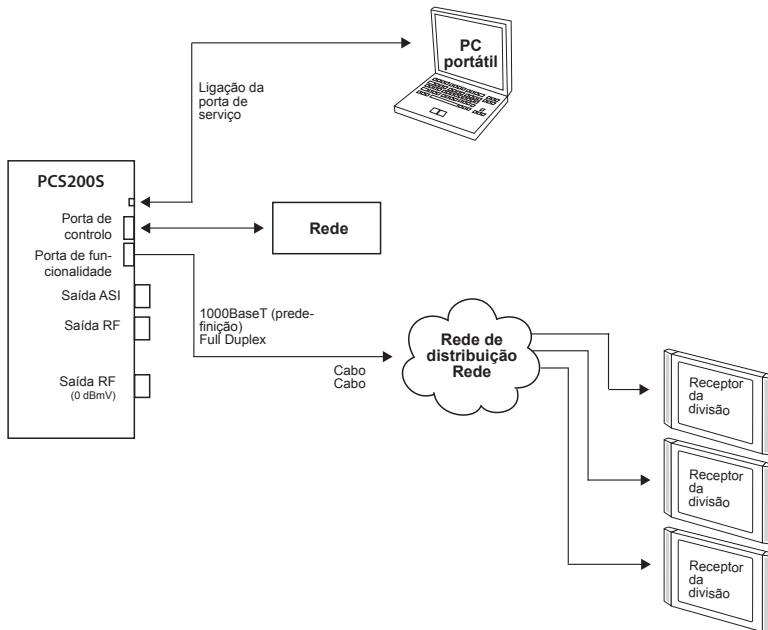 PC
portátil
Ligação da
porta de
serviço
PCS200S
Porta de
controlo
Rede
Porta de fun-
cionalidade
Saída ASI
Saída RF
Saída RF
(0 dBmV)
1000BaseT (prede-
finição)
Full Duplex
Cabo
Cabo
Rede de
distribuição
Rede
Receptor
da
divisão
Receptor
da
divisão
Receptor
da
divisão